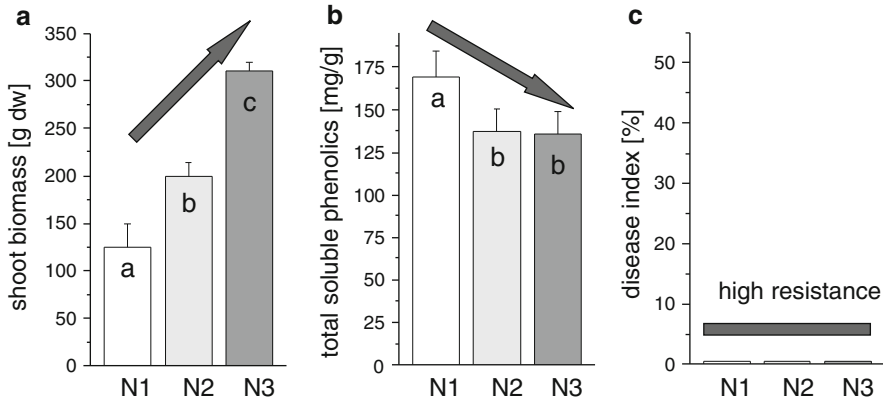 a
shoot biomass [g dw]
350
300
250
200
125
100
50
0
a
b
c
N1
N2
N3
b
total soluble phenolics [mg/g]
175
150
125
100
75
50
25
0
a
b
b
N1
N2
N3
c
disease index [%]
50
40
30
20
10
0
high resistance
N1
N2
N3